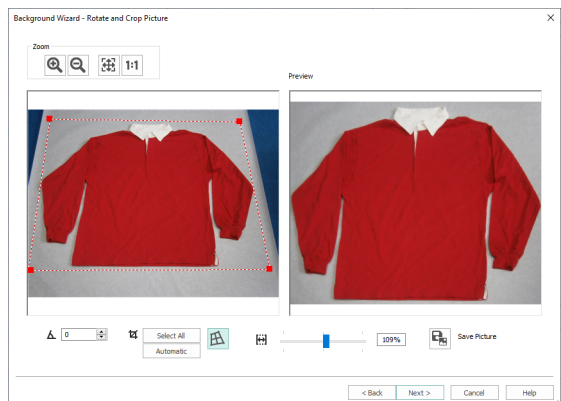 Background Wizard - Rotate and Crop Picture
Zoom
1:1
Preview
0
Select All
Automatic
109%
Save Picture
< Back
Next >
Cancel
Help